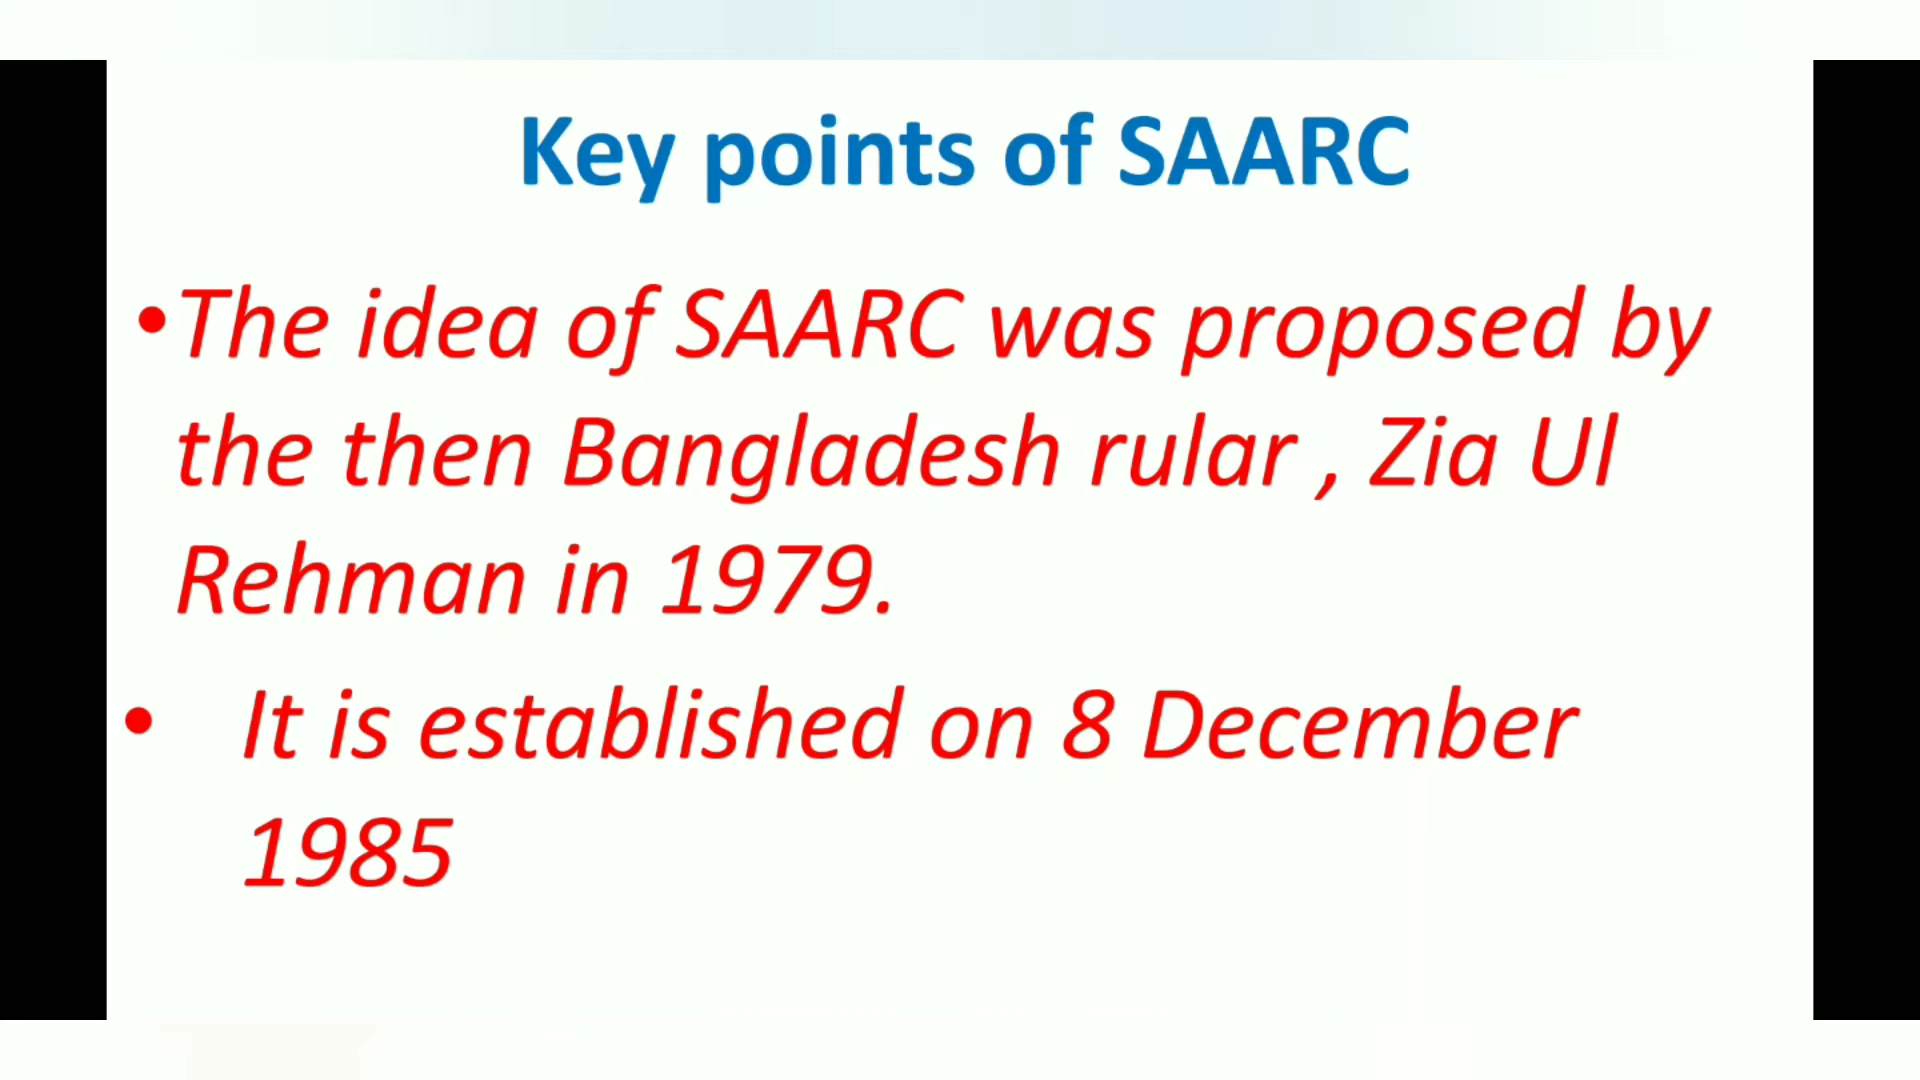 Key points of SAARC
•The idea of SAARC was proposed by
the then Bangladesh rular , Zia Ul
Rehman in 1979.
• It is established on 8 December
1985